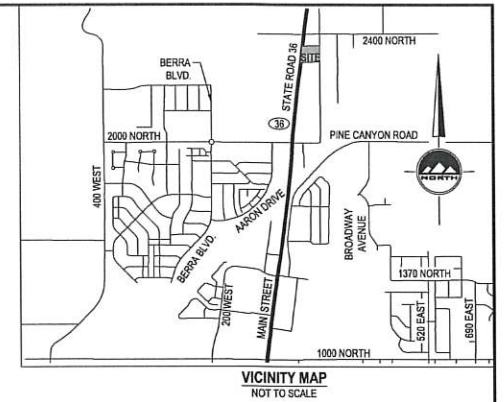 2400 NORTH
SITE
BERRA
BLVD.
STATE ROAD 36
36
2000 NORTH
PINE CANYON ROAD
NORTH
400 WEST
AARON DRIVE
BROADWAY
AVENUE
BERRA BLVD.
1370 NORTH
200 WEST
MAIN STREET
520 EAST
690 EAST
1000 NORTH
VICINITY MAP
NOT TO SCALE